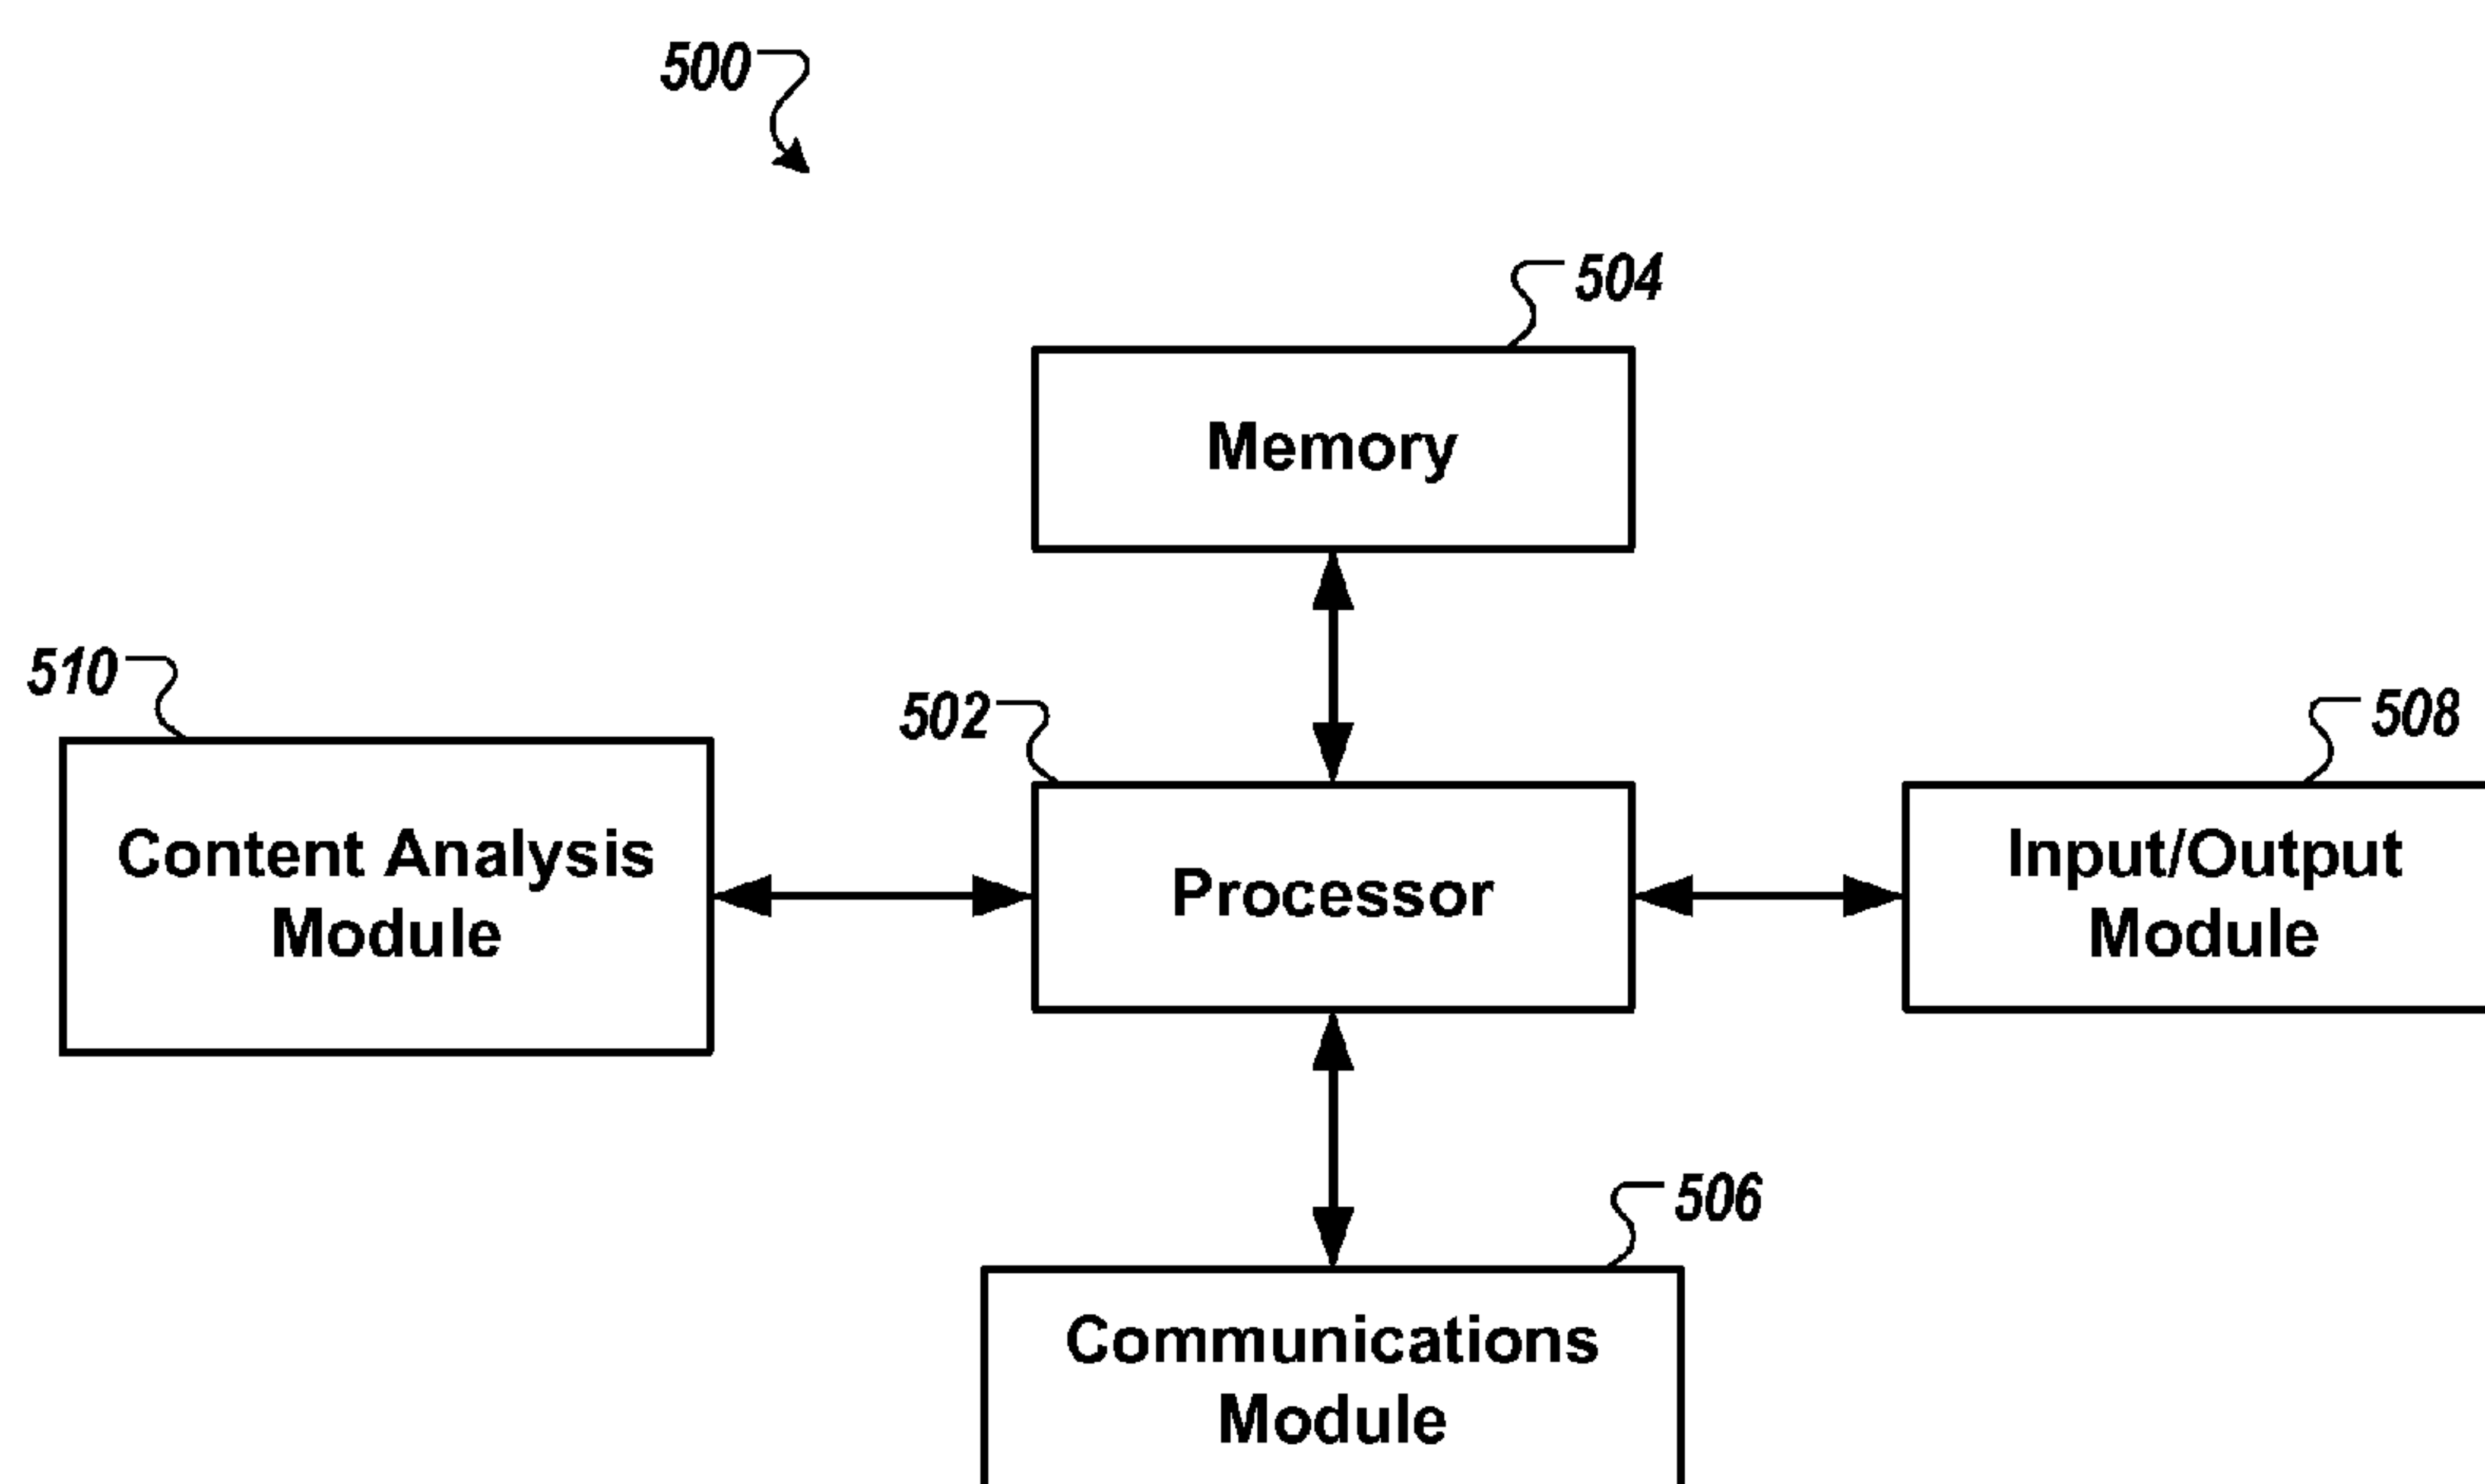 500
504
Memory
510
502
508
Content Analysis
Module
Processor
Input/Output
Module
506
Communications
Module